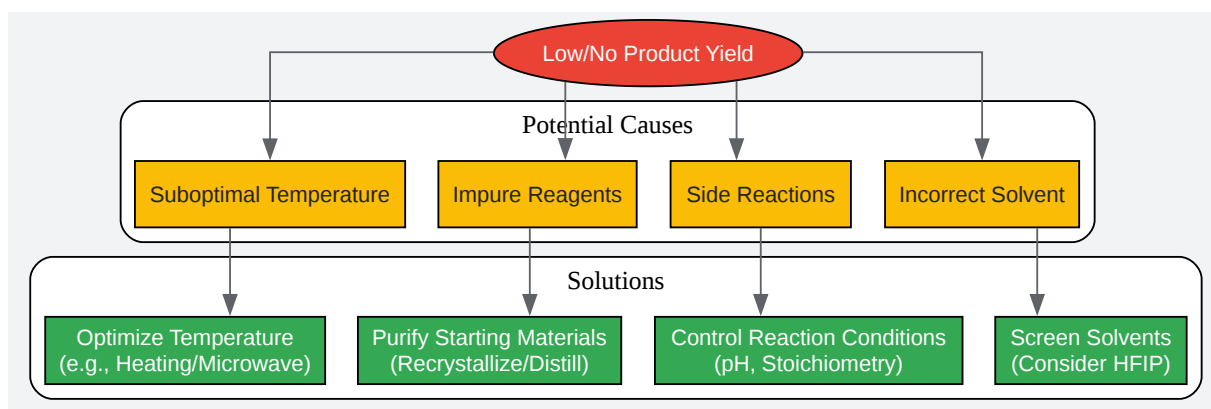 Low/No Product Yield
Potential Causes
Suboptimal Temperature
Impure Reagents
Side Reactions
Incorrect Solvent
Solutions
Optimize Temperature
(e.g., Heating/Microwave)
Purify Starting Materials
(Recrystallize/Distill)
Control Reaction Conditions
(pH, Stoichiometry)
Screen Solvents
(Consider HFIP)